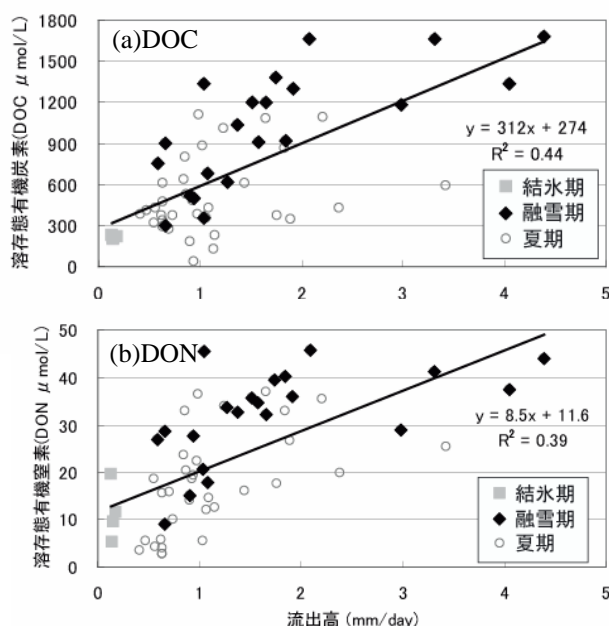 (a)DOC
溶存態有機炭素(DOC μmol/L)
1800
1500
1200
900
600
300
0
y = 312x + 274
R² = 0.44
結氷期
融雪期
夏期
0 1 2 3 4 5
(b)DON
溶存態有機窒素(DON μmol/L)
50
40
30
20
10
0
y = 8.5x + 11.6
R² = 0.39
結氷期
融雪期
夏期
0 1 2 3 4 5
流出高 (mm/day)